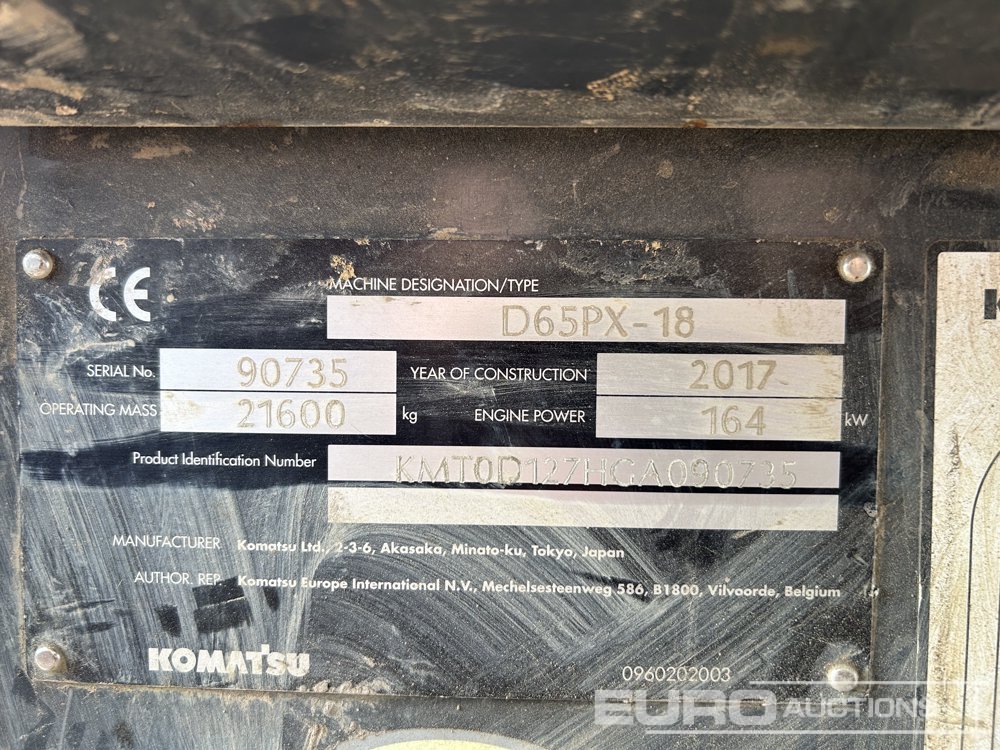 CE
MACHINE DESIGNATION/TYPE
D65PX-18
SERIAL No. 90735 YEAR OF CONSTRUCTION 2017
OPERATING MASS 21600 kg ENGINE POWER 164 kW
Product Identification Number KMT0D127HGA090735
MANUFACTURER Komatsu Ltd., 2-3-6, Akasaka, Minato-ku, Tokyo, Japan
AUTHOR. REP. Komatsu Europe International N.V., Mechelsesteenweg 586, B1800, Vilvoorde, Belgium
KOMATSU 0960202003
EURO AUCTIONS